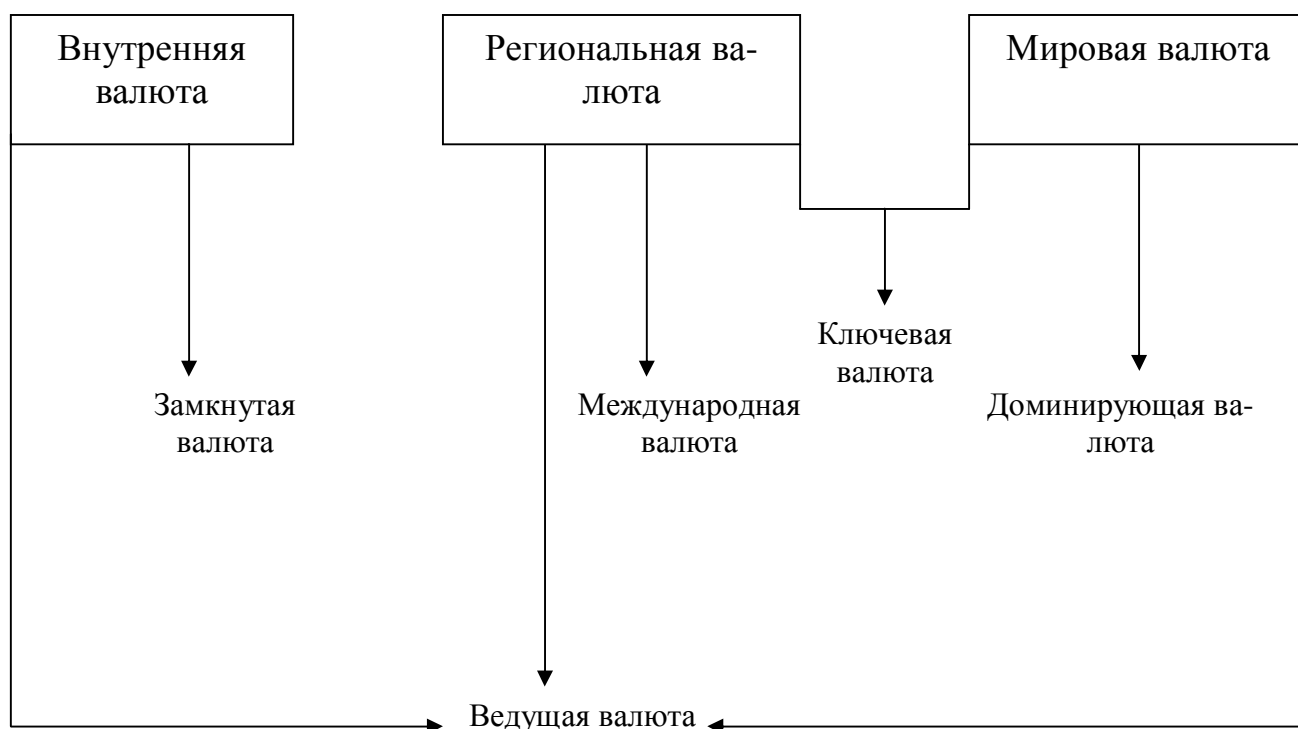 Внутренняя
валюта
Региональная ва-
люта
Мировая валюта
Ключевая
валюта
Замкнутая
валюта
Международная
валюта
Доминирующая ва-
люта
Ведущая валюта